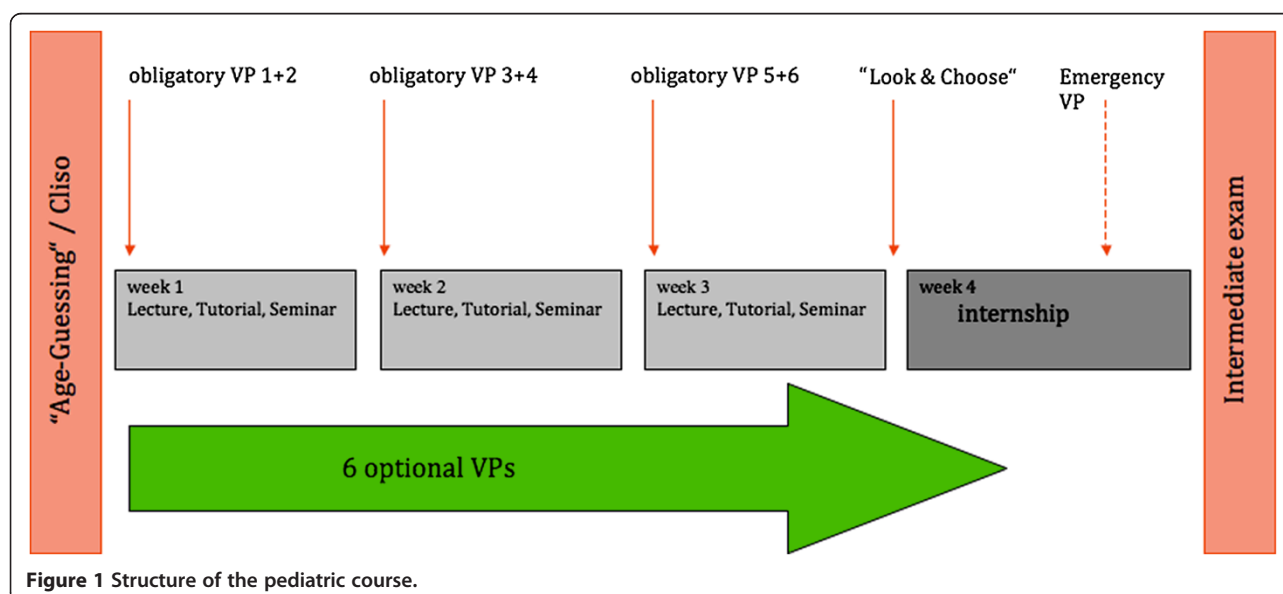 "Age-Guessing“ / Cliso
obligatory VP 1+2
obligatory VP 3+4
obligatory VP 5+6
“Look & Choose“
Emergency
VP
week 1
Lecture, Tutorial, Seminar
week 2
Lecture, Tutorial, Seminar
week 3
Lecture, Tutorial, Seminar
week 4
internship
Intermediate exam
6 optional VPs
Figure 1 Structure of the pediatric course.